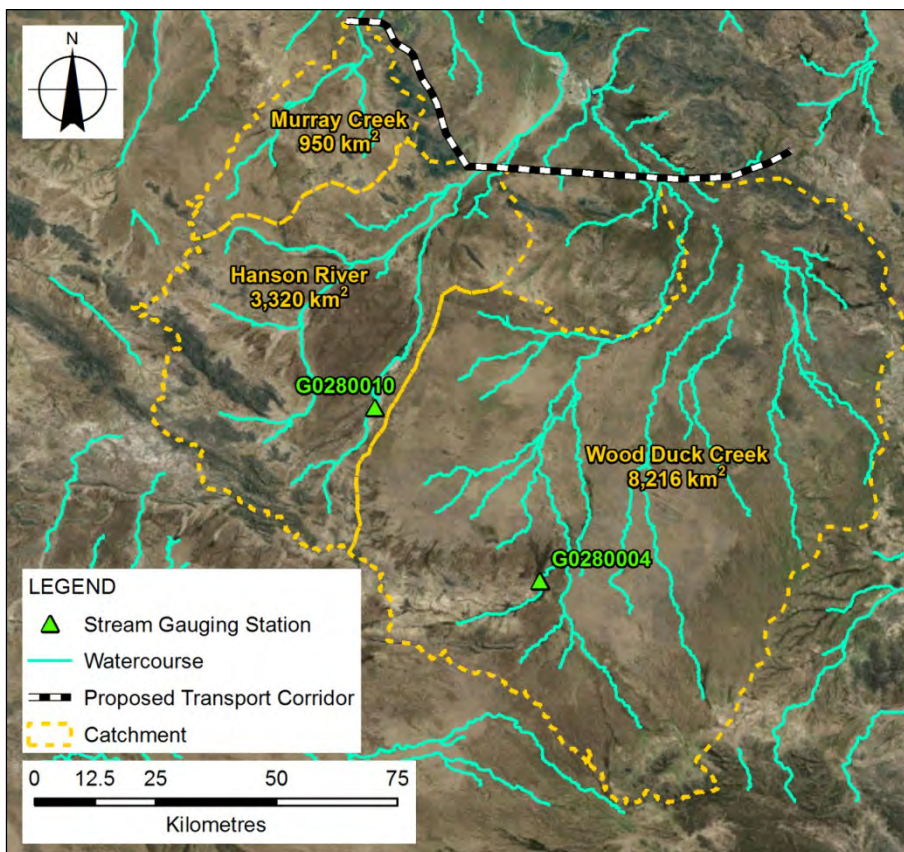 N
Murray Creek
950 km²
Hanson River
3,320 km²
G0280010
Wood Duck Creek
8,216 km²
G0280004
LEGEND
Stream Gauging Station
Watercourse
Proposed Transport Corridor
Catchment
0 12.5 25 50 75
Kilometres